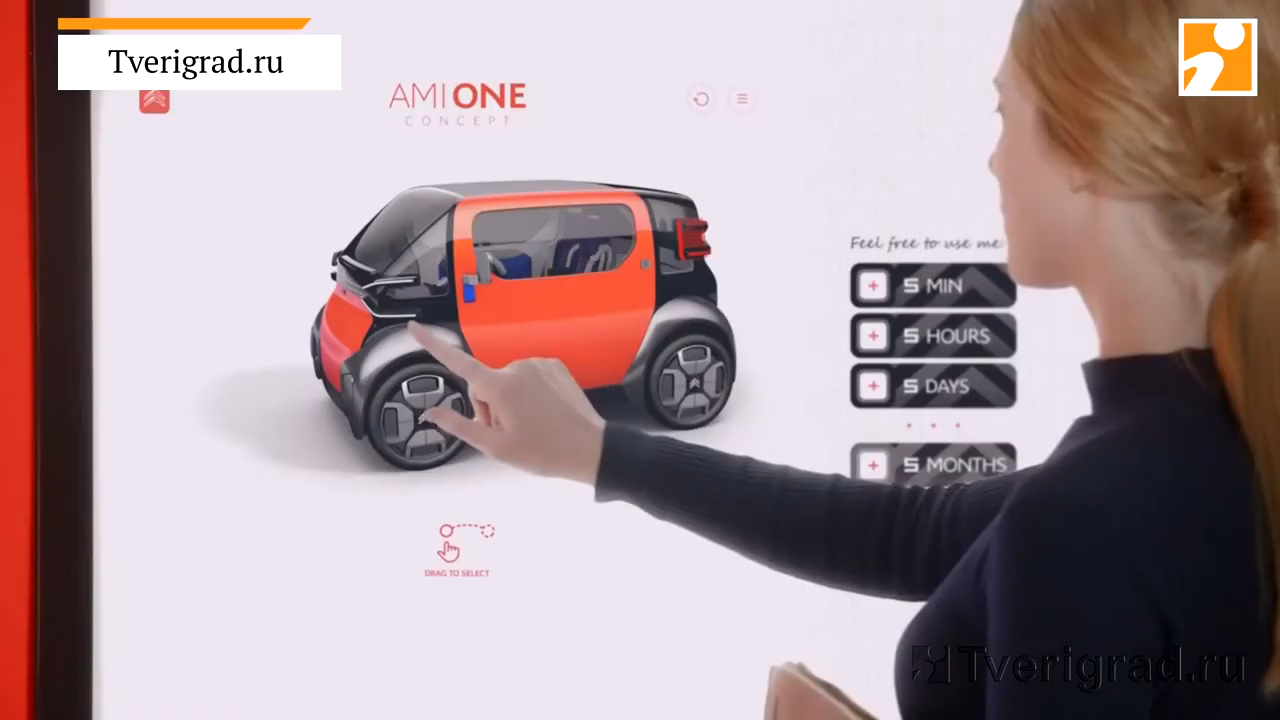 Tverigrad.ru
AMI ONE
CONCEPT
Feel free to use me:
+ 5 MIN
+ 5 HOURS
+ 5 DAYS
+ 5 MONTHS
DRAG TO SELECT
Tverigrad.ru